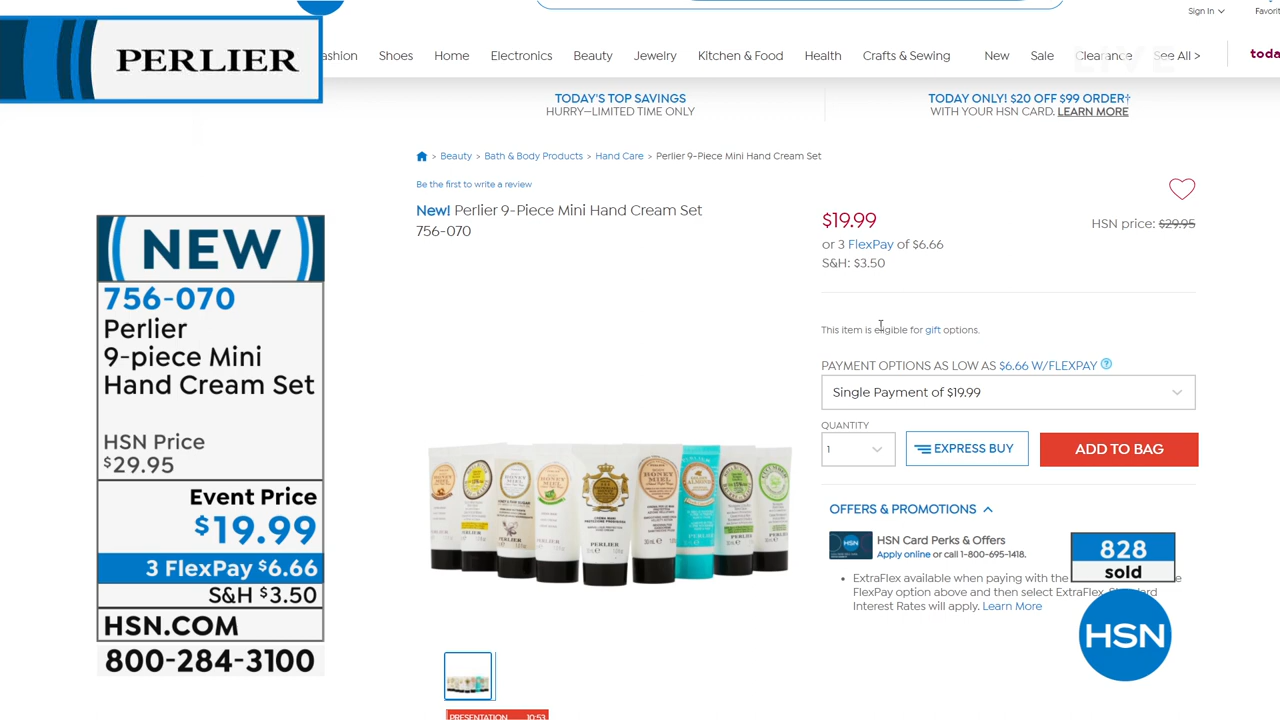 PERLIER
Sign In
Favorit
ashion Shoes Home Electronics Beauty Jewelry Kitchen & Food Health Crafts & Sewing New Sale Clearance See All >
toda
TODAY'S TOP SAVINGS
HURRY—LIMITED TIME ONLY
TODAY ONLY! $20 OFF $99 ORDER†
WITH YOUR HSN CARD. LEARN MORE
> Beauty > Bath & Body Products > Hand Care > Perlier 9-Piece Mini Hand Cream Set
Be the first to write a review
New! Perlier 9-Piece Mini Hand Cream Set
756-070
$19.99
HSN price: $29.95
or 3 FlexPay of $6.66
S&H: $3.50
This item is eligible for gift options.
PAYMENT OPTIONS AS LOW AS $6.66 W/FLEXPAY ?
Single Payment of $19.99
QUANTITY
1
EXPRESS BUY
ADD TO BAG
OFFERS & PROMOTIONS
HSN
HSN Card Perks & Offers
Apply online or call 1-800-695-1418.
• ExtraFlex available when paying with the
FlexPay option above and then select ExtraFlex.
Interest Rates will apply. Learn More
828
sold
HSN
NEW
756-070
Perlier
9-piece Mini
Hand Cream Set
HSN Price
$29.95
Event Price
$19.99
3 FlexPay $6.66
S&H $3.50
HSN.COM
800-284-3100
HONEY
MIEL
PERLIER
PRESENTATION 10:53